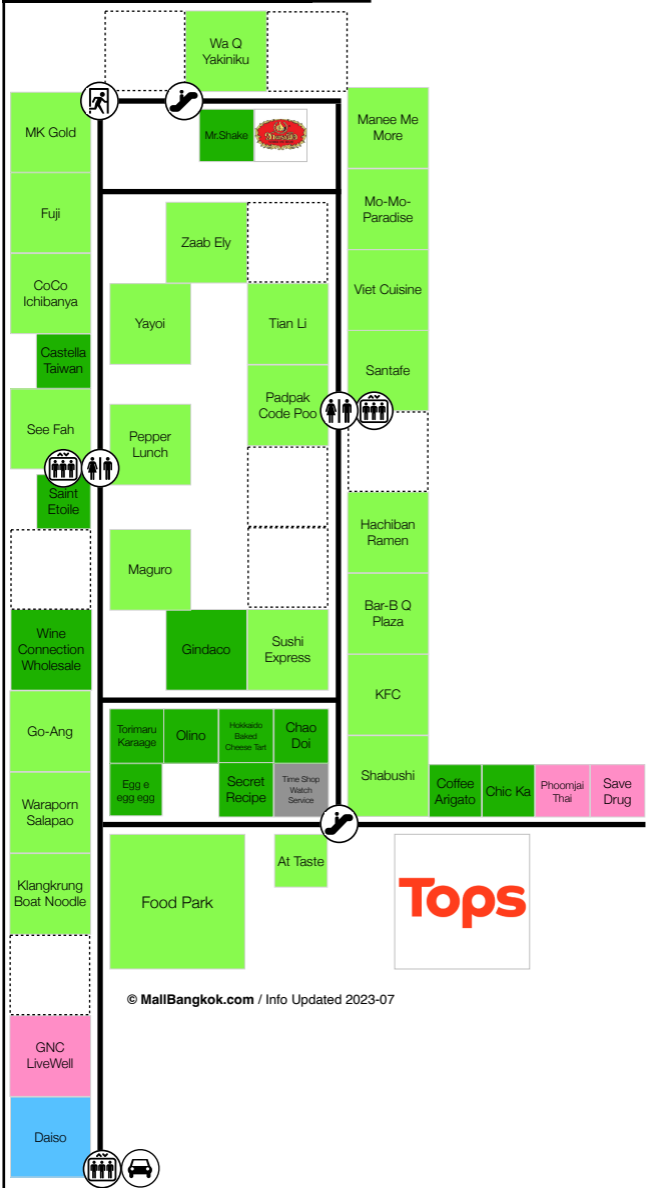 Wa Q
Yakiniku
MK Gold
Mr.Shake
Manee Me
More
Fuji
Mo-Mo-
Paradise
Zaab Ely
CoCo
Ichibanya
Yayoi
Tian Li
Viet Cuisine
Castella
Taiwan
Santafe
Padpak
Code Poo
See Fah
Pepper
Lunch
Saint
Etoile
Hachiban
Ramen
Maguro
Bar-B Q
Plaza
Wine
Connection
Wholesale
Gindaco
Sushi
Express
KFC
Go-Ang
Torimaru
Karaage
Olino
Hokkaido
Baked
Cheese Tart
Chao
Doi
Shabushi
Egg e
egg egg
Secret
Recipe
Time Shop
Watch
Service
Coffee
Arigato
Chic Ka
Phoomjai
Thai
Save
Drug
Waraporn
Salapao
At Taste
Klangkrung
Boat Noodle
Food Park
Tops
© MallBangkok.com / Info Updated 2023-07
GNC
LiveWell
Daiso